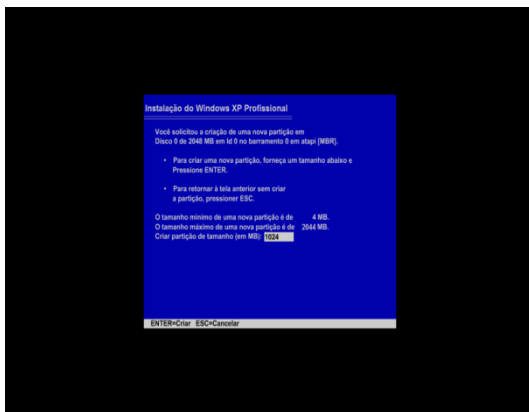 Instalação do Windows XP Profissional
Você solicitou a criação de uma nova partição em
Disco 0 de 2048 MB em Id 0 no barramento 0 em atapi [MBR].
• Para criar uma nova partição, forneça um tamanho abaixo e
Pressione ENTER.
• Para retornar à tela anterior sem criar
a partição, pressioner ESC.
O tamanho mínimo de uma nova partição é de 4 MB.
O tamanho máximo de uma nova partição é de 2044 MB.
Criar partição de tamanho (em MB): 1024
ENTER=Criar ESC=Cancelar